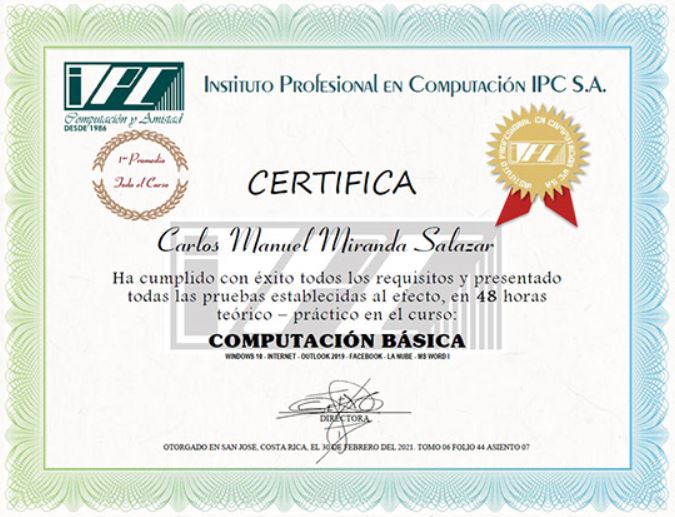 IPC
Computación y Amistad
DESDE 1986
INSTITUTO PROFESIONAL EN COMPUTACIÓN IPC S.A.
1er Promedio
Todo el Curso
INSTITUTO PROFESIONAL EN COMPUTACION
IPC SA
IPC
CERTIFICA
Carlos Manuel Miranda Salazar
IPC
Ha cumplido con éxito todos los requisitos y presentado
todas las pruebas establecidas al efecto, en 48 horas
teórico – práctico en el curso:
COMPUTACIÓN BÁSICA
WINDOWS 10 - INTERNET - OUTLOOK 2019 - FACEBOOK - LA NUBE - MS WORD I
DIRECTORA
OTORGADO EN SAN JOSE, COSTA RICA, EL 30 DE FEBRERO DEL 2021. TOMO 06 FOLIO 44 ASIENTO 07